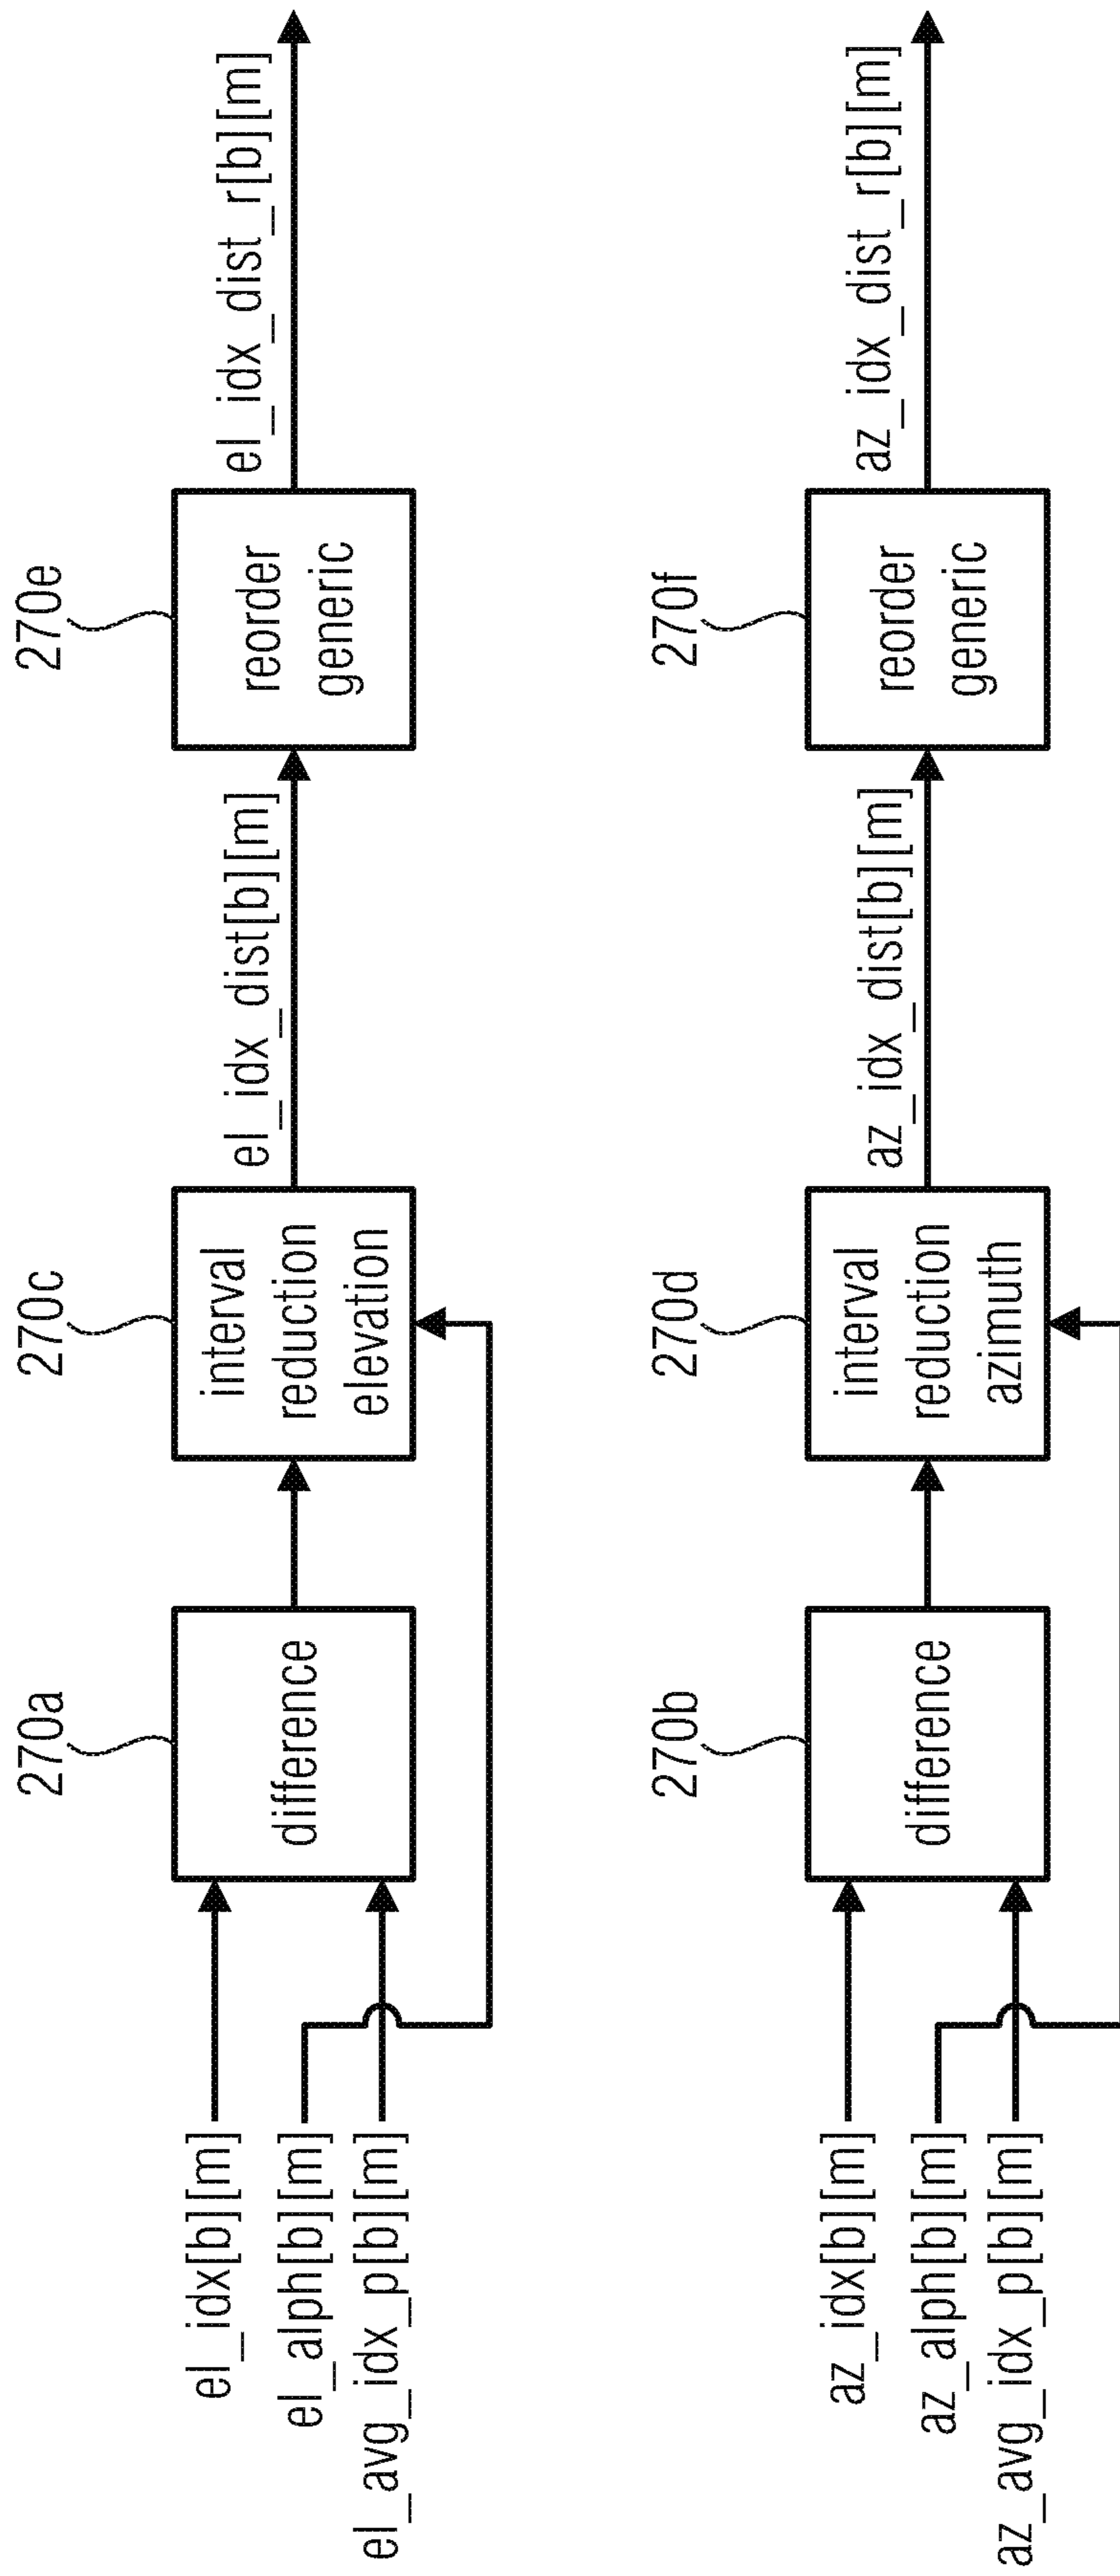 el_idx[b][m]
el_alph[b][m]
el_avg_idx_p[b][m]
270a
difference
270c
interval
reduction
elevation
el_idx_dist[b][m]
270e
reorder
generic
el_idx_dist_r[b][m]
az_idx[b][m]
az_alph[b][m]
az_avg_idx_p[b][m]
270b
difference
270d
interval
reduction
azimuth
az_idx_dist[b][m]
270f
reorder
generic
az_idx_dist_r[b][m]